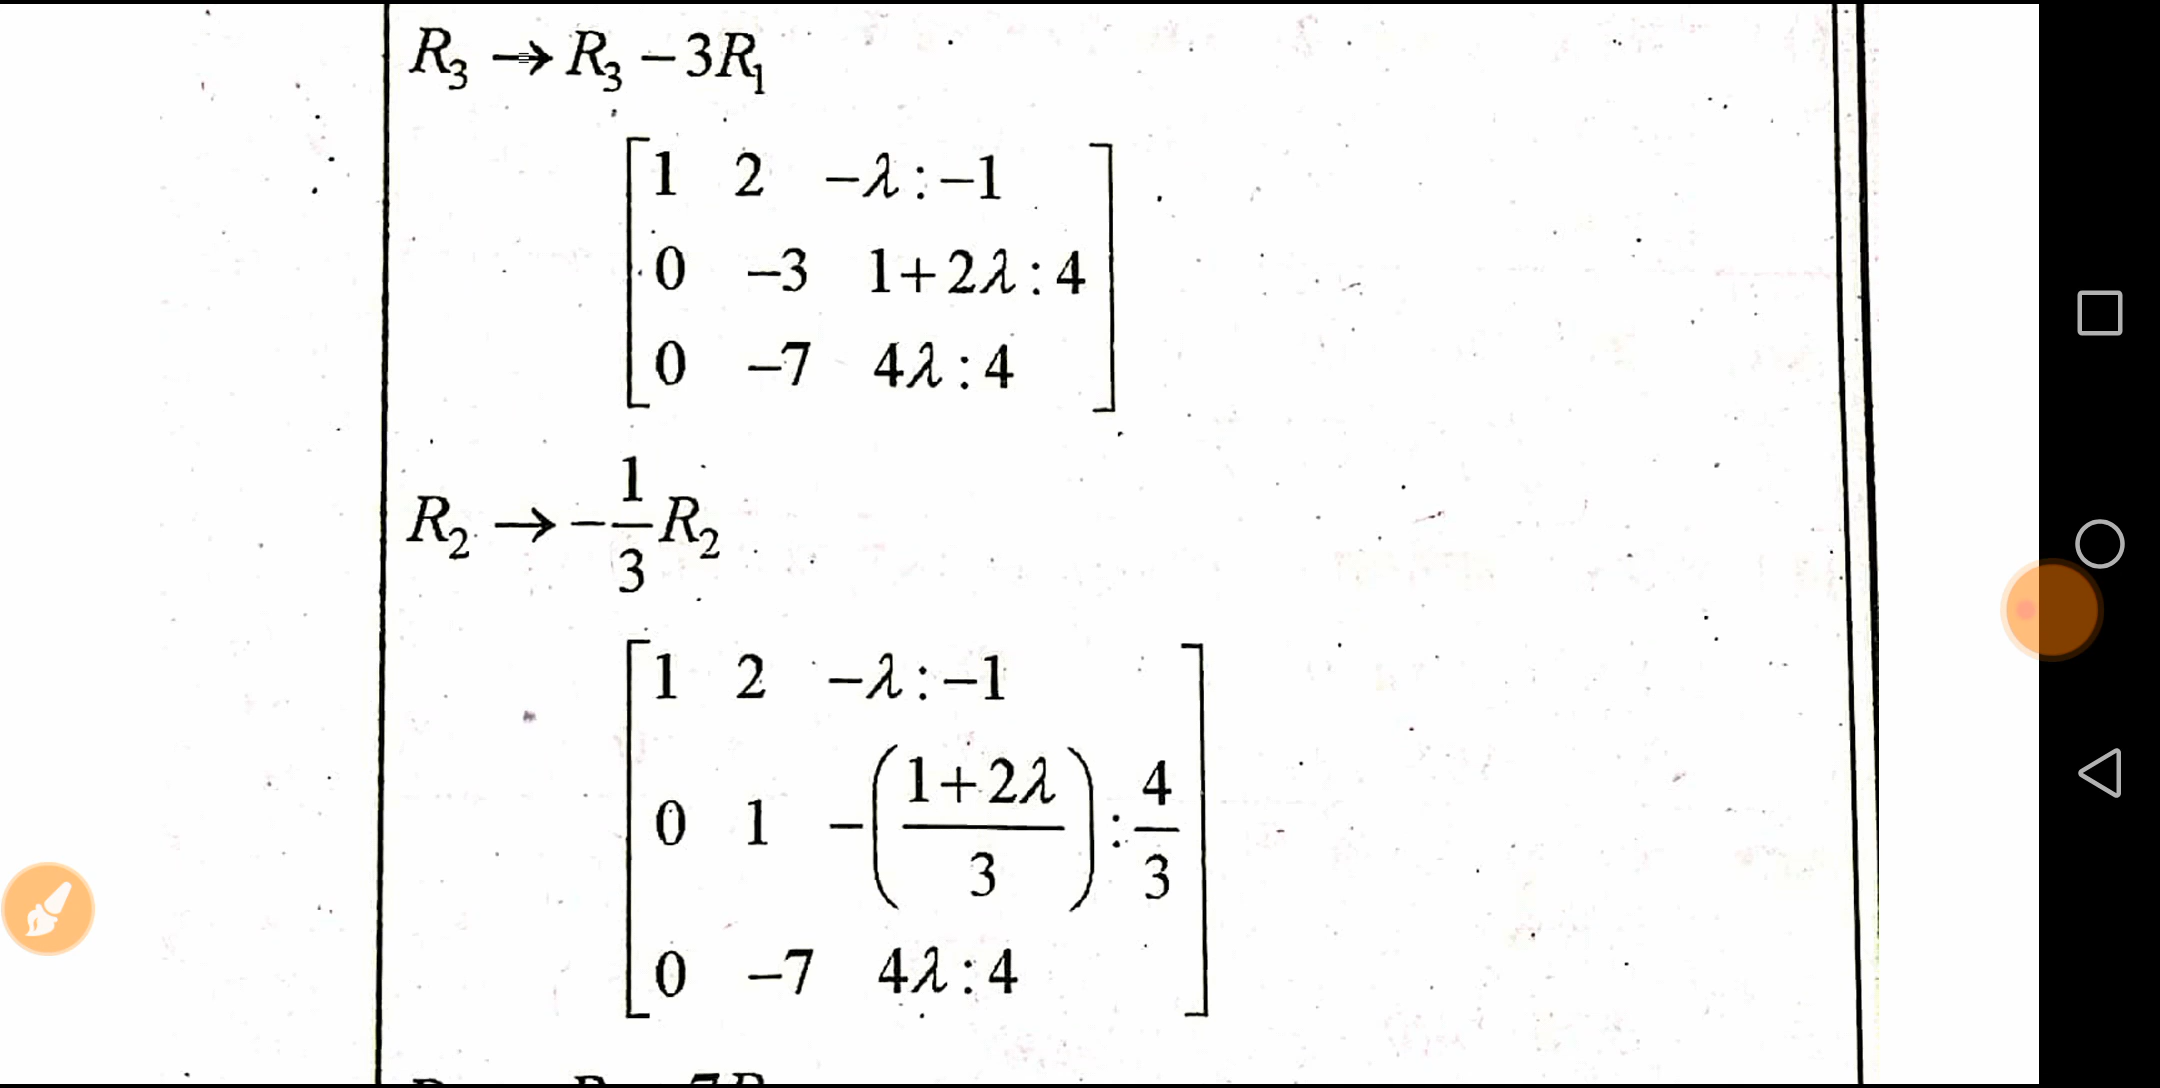 R₃ → R₃ − 3R₁
1 2 −λ : −1
0 −3 1+2λ : 4
0 −7 4λ : 4
R₂ → −1/3 R₂
1 2 −λ : −1
0 1 −((1+2λ)/3) : 4/3
0 −7 4λ : 4